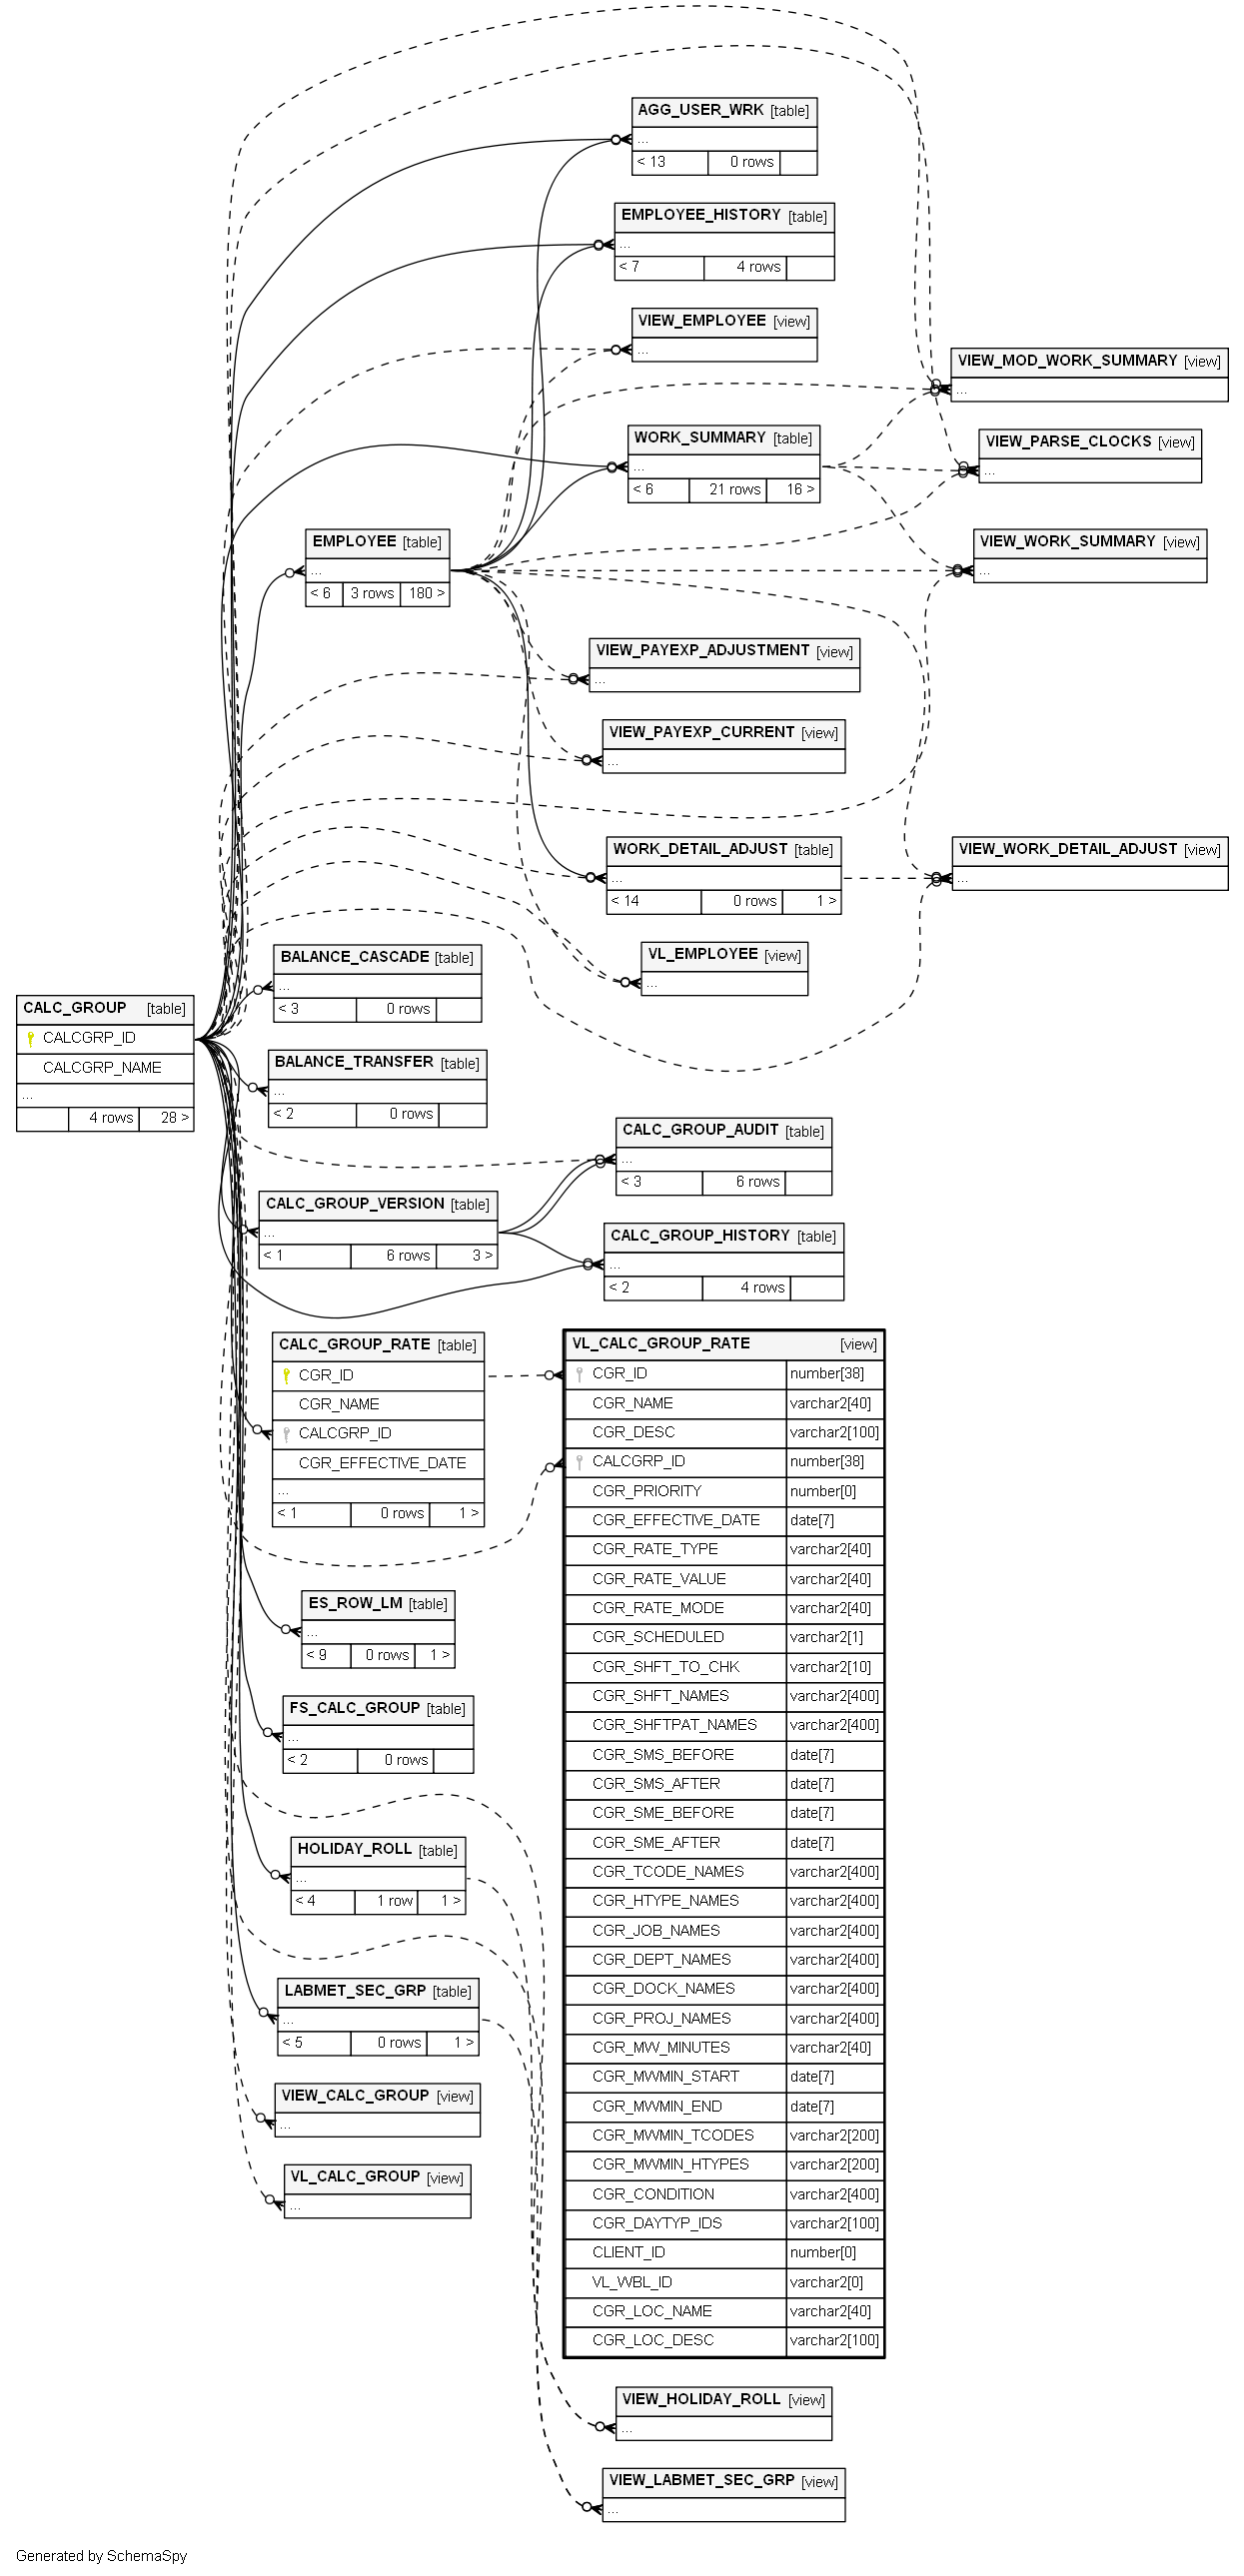 AGG_USER_WRK [table]
...
< 13 0 rows
EMPLOYEE_HISTORY [table]
...
< 7 4 rows
VIEW_EMPLOYEE [view]
...
VIEW_MOD_WORK_SUMMARY [view]
...
WORK_SUMMARY [table]
...
< 6 21 rows 16 >
VIEW_PARSE_CLOCKS [view]
...
EMPLOYEE [table]
...
< 6 3 rows 180 >
VIEW_WORK_SUMMARY [view]
...
VIEW_PAYEXP_ADJUSTMENT [view]
...
VIEW_PAYEXP_CURRENT [view]
...
WORK_DETAIL_ADJUST [table]
...
< 14 0 rows 1 >
VIEW_WORK_DETAIL_ADJUST [view]
...
VL_EMPLOYEE [view]
...
BALANCE_CASCADE [table]
...
< 3 0 rows
CALC_GROUP [table]
CALCGRP_ID
CALCGRP_NAME
...
4 rows 28 >
BALANCE_TRANSFER [table]
...
< 2 0 rows
CALC_GROUP_AUDIT [table]
...
< 3 6 rows
CALC_GROUP_VERSION [table]
...
< 1 6 rows 3 >
CALC_GROUP_HISTORY [table]
...
< 2 4 rows
CALC_GROUP_RATE [table]
CGR_ID
CGR_NAME
CALCGRP_ID
CGR_EFFECTIVE_DATE
...
< 1 0 rows 1 >
VL_CALC_GROUP_RATE [view]
CGR_ID number[38]
CGR_NAME varchar2[40]
CGR_DESC varchar2[100]
CALCGRP_ID number[38]
CGR_PRIORITY number[0]
CGR_EFFECTIVE_DATE date[7]
CGR_RATE_TYPE varchar2[40]
CGR_RATE_VALUE varchar2[40]
CGR_RATE_MODE varchar2[40]
CGR_SCHEDULED varchar2[1]
CGR_SHFT_TO_CHK varchar2[10]
CGR_SHFT_NAMES varchar2[400]
CGR_SHFTPAT_NAMES varchar2[400]
CGR_SMS_BEFORE date[7]
CGR_SMS_AFTER date[7]
CGR_SME_BEFORE date[7]
CGR_SME_AFTER date[7]
CGR_TCODE_NAMES varchar2[400]
CGR_HTYPE_NAMES varchar2[400]
CGR_JOB_NAMES varchar2[400]
CGR_DEPT_NAMES varchar2[400]
CGR_DOCK_NAMES varchar2[400]
CGR_PROJ_NAMES varchar2[400]
CGR_MW_MINUTES varchar2[40]
CGR_MWMIN_START date[7]
CGR_MWMIN_END date[7]
CGR_MWMIN_TCODES varchar2[200]
CGR_MWMIN_HTYPES varchar2[200]
CGR_CONDITION varchar2[400]
CGR_DAYTYP_IDS varchar2[100]
CLIENT_ID number[0]
VL_WBL_ID varchar2[0]
CGR_LOC_NAME varchar2[40]
CGR_LOC_DESC varchar2[100]
ES_ROW_LM [table]
...
< 9 0 rows 1 >
FS_CALC_GROUP [table]
...
< 2 0 rows
HOLIDAY_ROLL [table]
...
< 4 1 row 1 >
LABMET_SEC_GRP [table]
...
< 5 0 rows 1 >
VIEW_CALC_GROUP [view]
...
VL_CALC_GROUP [view]
...
VIEW_HOLIDAY_ROLL [view]
...
VIEW_LABMET_SEC_GRP [view]
...
Generated by SchemaSpy